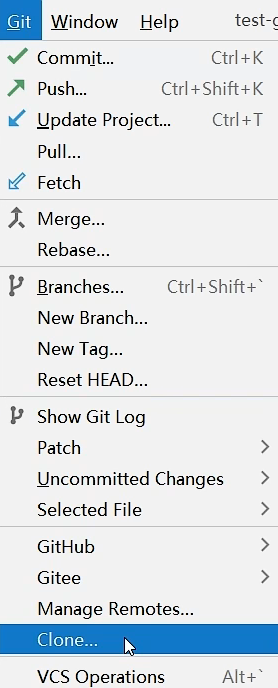 Git Window Help test-g
Commit... Ctrl+K
Push... Ctrl+Shift+K
Update Project... Ctrl+T
Pull...
Fetch
Merge...
Rebase...
Branches... Ctrl+Shift+`
New Branch...
New Tag...
Reset HEAD...
Show Git Log
Patch
Uncommitted Changes
Selected File
GitHub
Gitee
Manage Remotes...
Clone...
VCS Operations Alt+`